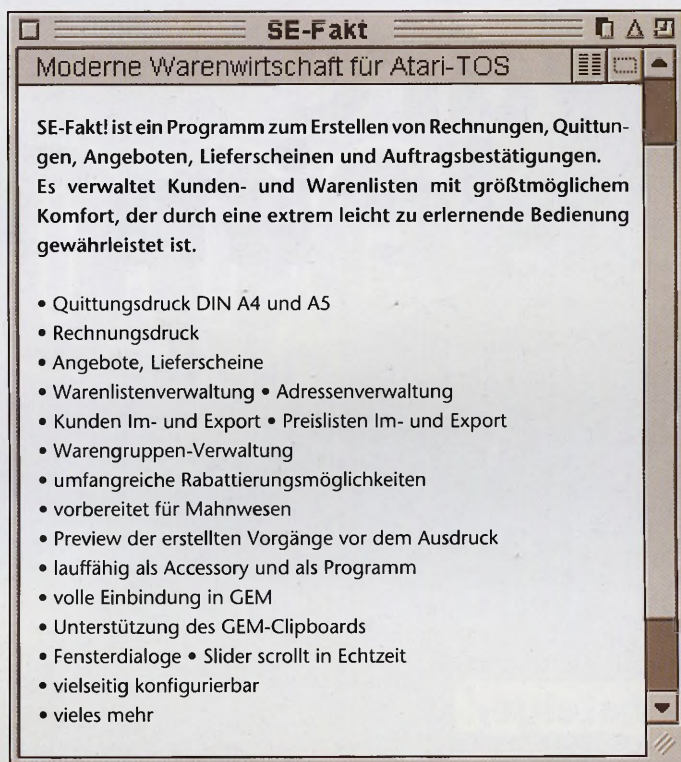 SE-Fakt
Moderne Warenwirtschaft für Atari-TOS
SE-Fakt! ist ein Programm zum Erstellen von Rechnungen, Quittun-
gen, Angeboten, Lieferscheinen und Auftragsbestätigungen.
Es verwaltet Kunden- und Warenlisten mit größtmöglichem
Komfort, der durch eine extrem leicht zu erlernende Bedienung
gewährleistet ist.
• Quittungsdruck DIN A4 und A5
• Rechnungsdruck
• Angebote, Lieferscheine
• Warenlistenverwaltung • Adressenverwaltung
• Kunden Im- und Export • Preislisten Im- und Export
• Warengruppen-Verwaltung
• umfangreiche Rabattierungsmöglichkeiten
• vorbereitet für Mahnwesen
• Preview der erstellten Vorgänge vor dem Ausdruck
• lauffähig als Accessory und als Programm
• volle Einbindung in GEM
• Unterstützung des GEM-Clipboards
• Fensterdialoge • Slider scrollt in Echtzeit
• vielseitig konfigurierbar
• vieles mehr